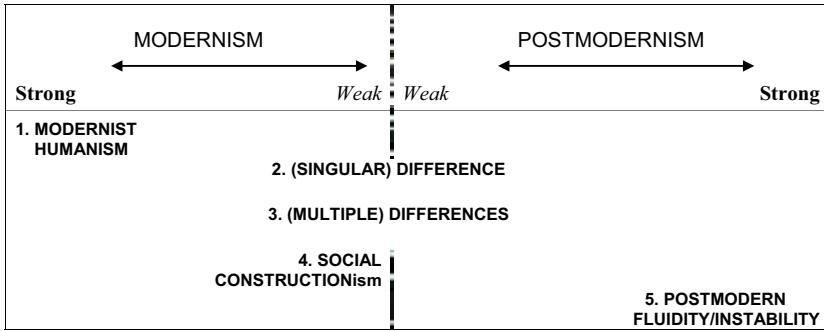 MODERNISM POSTMODERNISM
Strong Weak Weak Strong
1. MODERNIST
HUMANISM
2. (SINGULAR) DIFFERENCE
3. (MULTIPLE) DIFFERENCES
4. SOCIAL
CONSTRUCTIONism
5. POSTMODERN
FLUIDITY/INSTABILITY